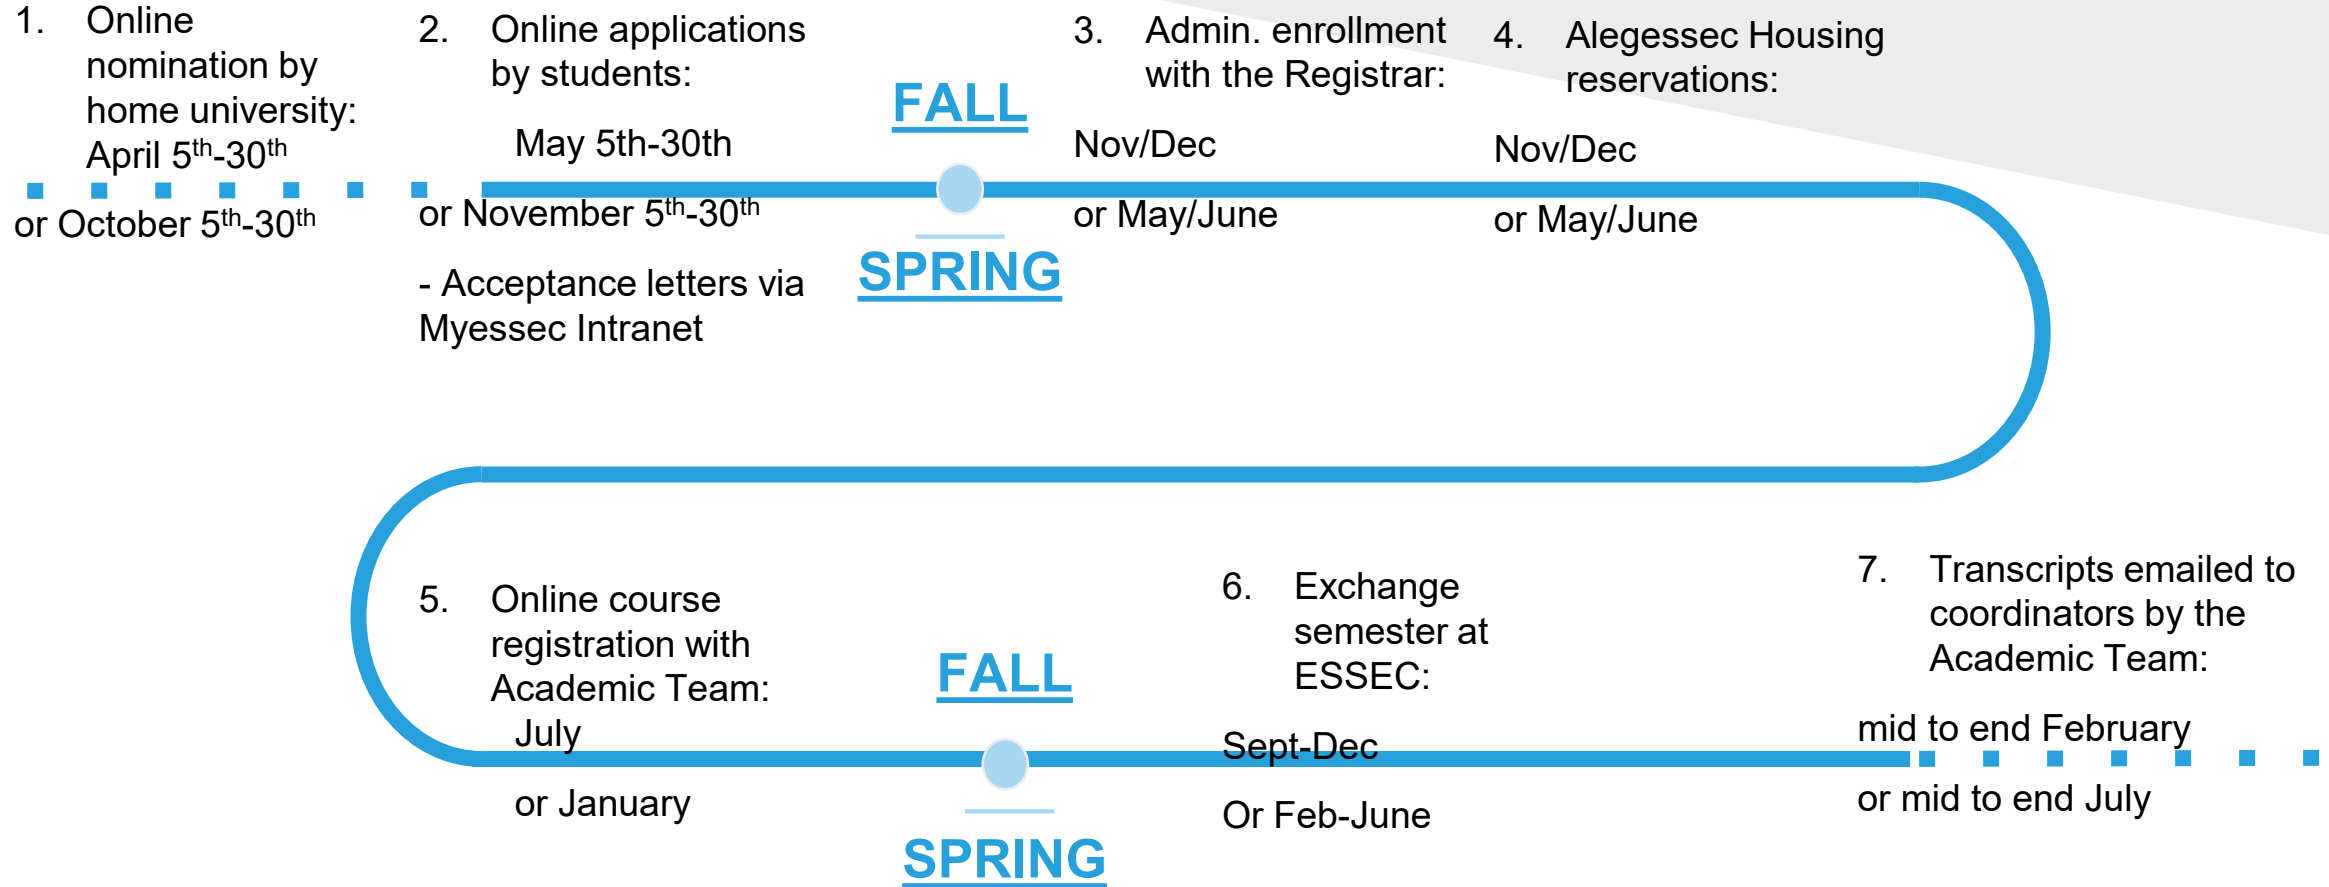 1. Online
nomination by
home university:
April 5th-30th
or October 5th-30th
2. Online applications
by students:
May 5th-30th
or November 5th-30th
- Acceptance letters via
Myessec Intranet
FALL
SPRING
3. Admin. enrollment
with the Registrar:
Nov/Dec
or May/June
4. Alegessec Housing
reservations:
Nov/Dec
or May/June
5. Online course
registration with
Academic Team:
July
or January
FALL
SPRING
6. Exchange
semester at
ESSEC:
Sept-Dec
Or Feb-June
7. Transcripts emailed to
coordinators by the
Academic Team:
mid to end February
or mid to end July